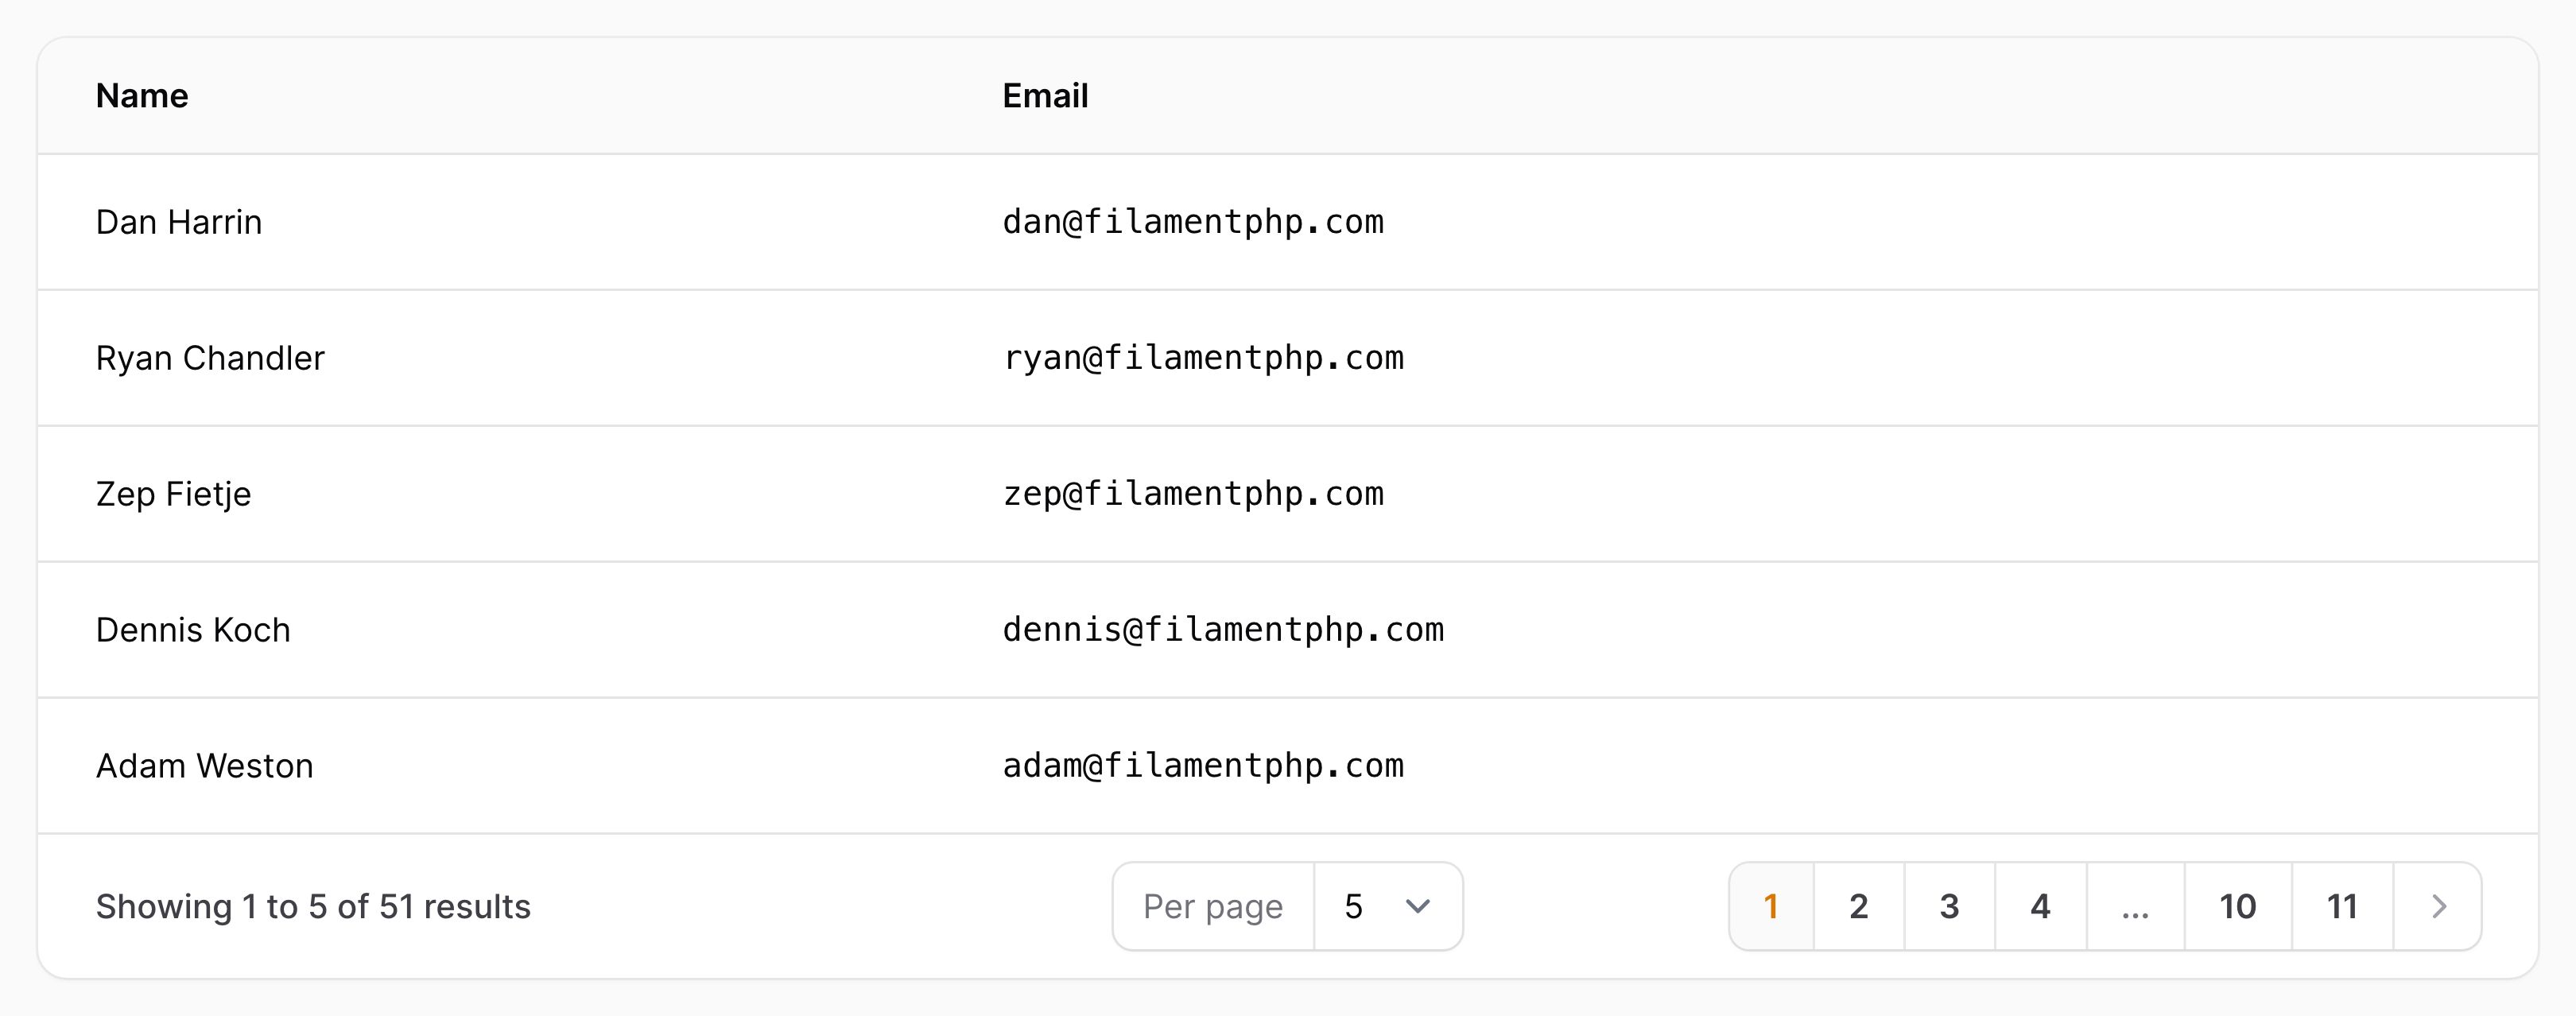 Name Email
Dan Harrin dan@filamentphp.com
Ryan Chandler ryan@filamentphp.com
Zep Fietje zep@filamentphp.com
Dennis Koch dennis@filamentphp.com
Adam Weston adam@filamentphp.com
Showing 1 to 5 of 51 results Per page 5 1 2 3 4 ... 10 11